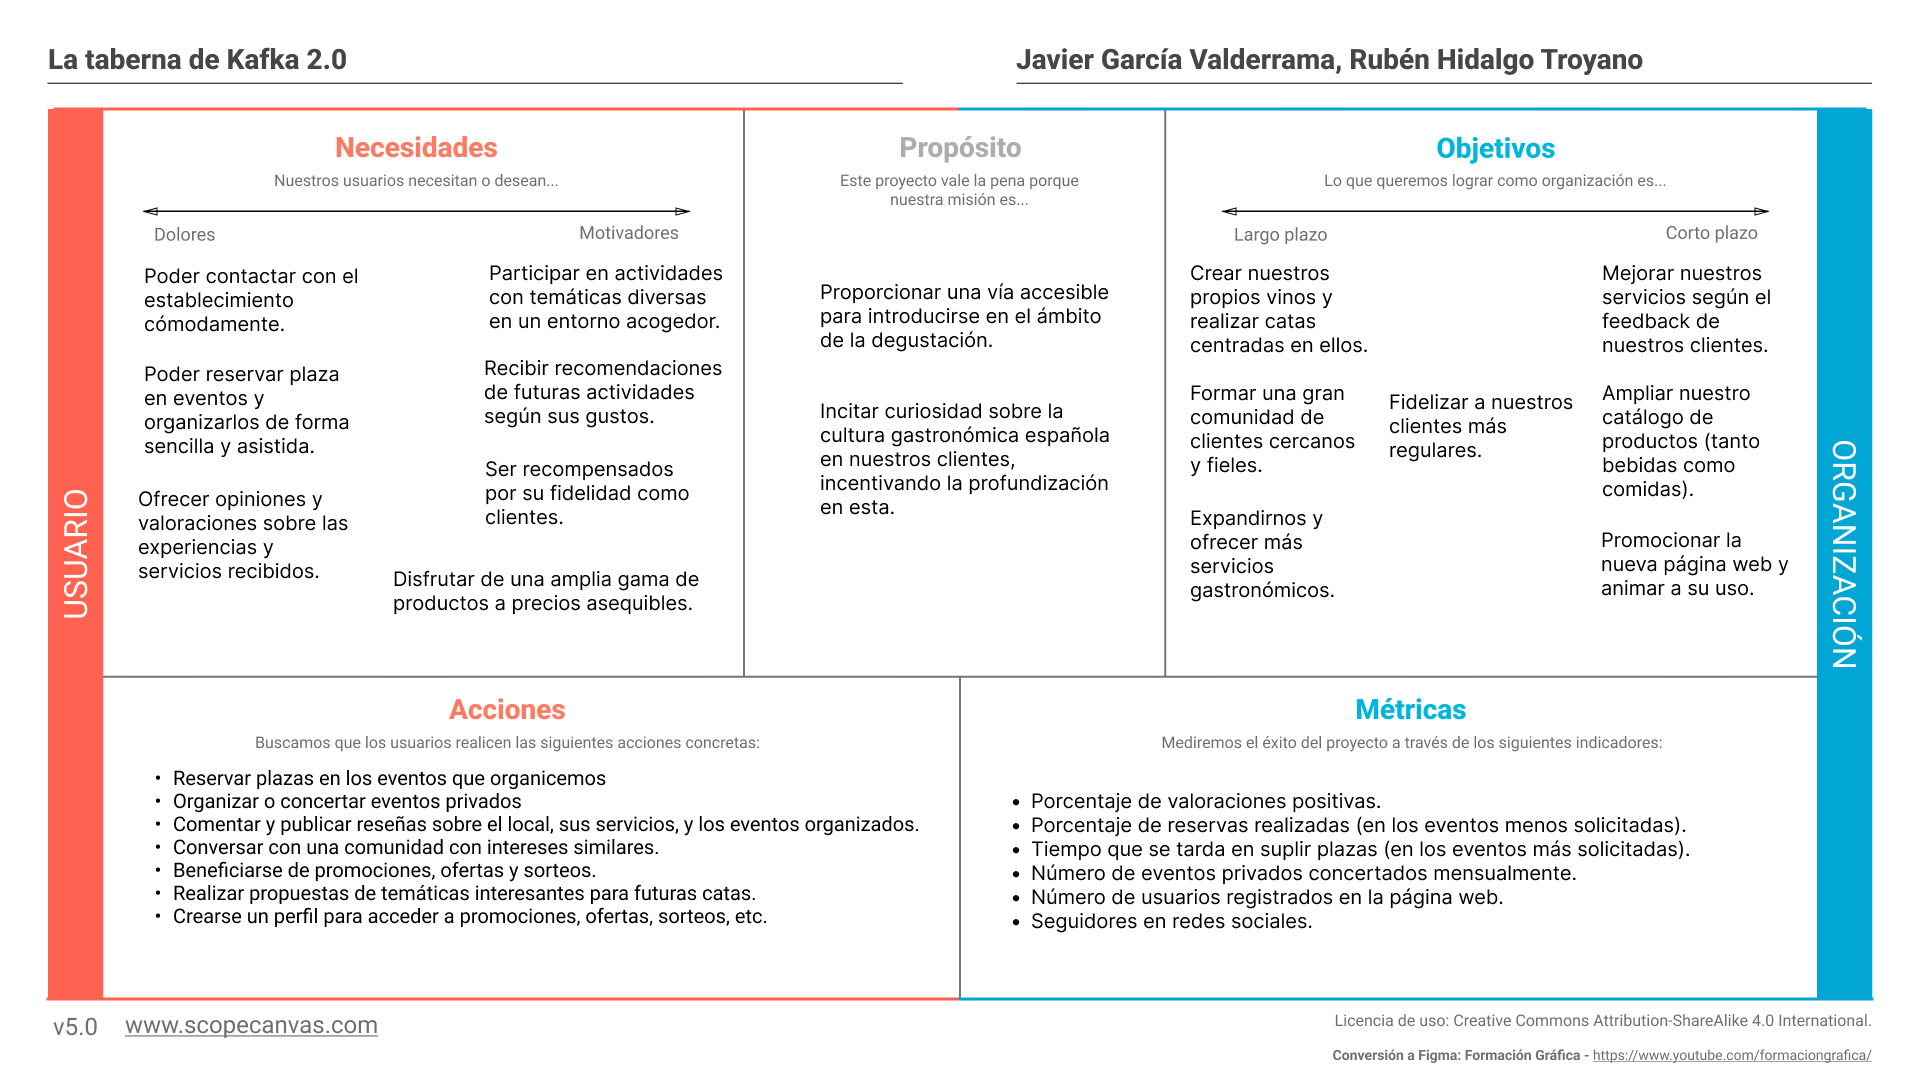 La taberna de Kafka 2.0
Javier García Valderrama, Rubén Hidalgo Troyano
USUARIO
Necesidades
Nuestros usuarios necesitan o desean...
Dolores
Motivadores
Poder contactar con el
establecimiento
cómodamente.
Poder reservar plaza
en eventos y
organizarlos de forma
sencilla y asistida.
Ofrecer opiniones y
valoraciones sobre las
experiencias y
servicios recibidos.
Participar en actividades
con temáticas diversas
en un entorno acogedor.
Recibir recomendaciones
de futuras actividades
según sus gustos.
Ser recompensados
por su fidelidad como
clientes.
Disfrutar de una amplia gama de
productos a precios asequibles.
Propósito
Este proyecto vale la pena porque
nuestra misión es...
Proporcionar una vía accesible
para introducirse en el ámbito
de la degustación.
Incitar curiosidad sobre la
cultura gastronómica española
en nuestros clientes,
incentivando la profundización
en esta.
Objetivos
Lo que queremos lograr como organización es...
Largo plazo
Corto plazo
Crear nuestros
propios vinos y
realizar catas
centradas en ellos.
Formar una gran
comunidad de
clientes cercanos
y fieles.
Expandirnos y
ofrecer más
servicios
gastronómicos.
Fidelizar a nuestros
clientes más
regulares.
Mejorar nuestros
servicios según el
feedback de
nuestros clientes.
Ampliar nuestro
catálogo de
productos (tanto
bebidas como
comidas).
Promocionar la
nueva página web y
animar a su uso.
ORGANIZACIÓN
Acciones
Buscamos que los usuarios realicen las siguientes acciones concretas:
• Reservar plazas en los eventos que organicemos
• Organizar o concertar eventos privados
• Comentar y publicar reseñas sobre el local, sus servicios, y los eventos organizados.
• Conversar con una comunidad con intereses similares.
• Beneficiarse de promociones, ofertas y sorteos.
• Realizar propuestas de temáticas interesantes para futuras catas.
• Crearse un perfil para acceder a promociones, ofertas, sorteos, etc.
Métricas
Mediremos el éxito del proyecto a través de los siguientes indicadores:
• Porcentaje de valoraciones positivas.
• Porcentaje de reservas realizadas (en los eventos menos solicitadas).
• Tiempo que se tarda en suplir plazas (en los eventos más solicitadas).
• Número de eventos privados concertados mensualmente.
• Número de usuarios registrados en la página web.
• Seguidores en redes sociales.
v5.0 www.scopecanvas.com
Licencia de uso: Creative Commons Attribution-ShareAlike 4.0 International.
Conversión a Figma: Formación Gráfica - https://www.youtube.com/formaciongrafica/